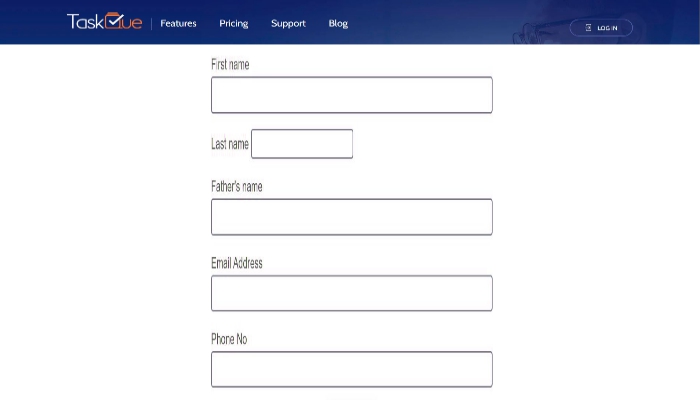 TaskQue
Features
Pricing
Support
Blog
LOG IN
First name
Last name
Father's name
Email Address
Phone No